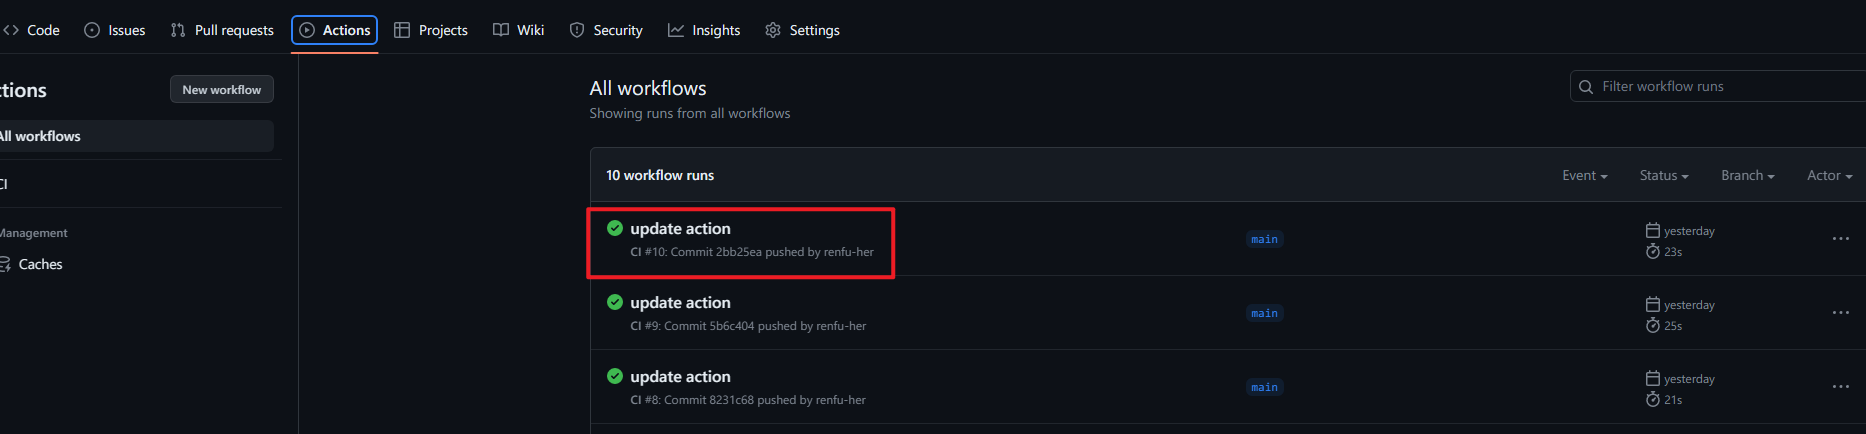 Code Issues Pull requests Actions Projects Wiki Security Insights Settings
ctions
New workflow
All workflows
CI
Management
Caches
All workflows
Showing runs from all workflows
Filter workflow runs
10 workflow runs
Event Status Branch Actor
update action
CI #10: Commit 2bb25ea pushed by renfu-her
main
yesterday
23s
update action
CI #9: Commit 5b6c404 pushed by renfu-her
main
yesterday
25s
update action
CI #8: Commit 8231c68 pushed by renfu-her
main
yesterday
21s